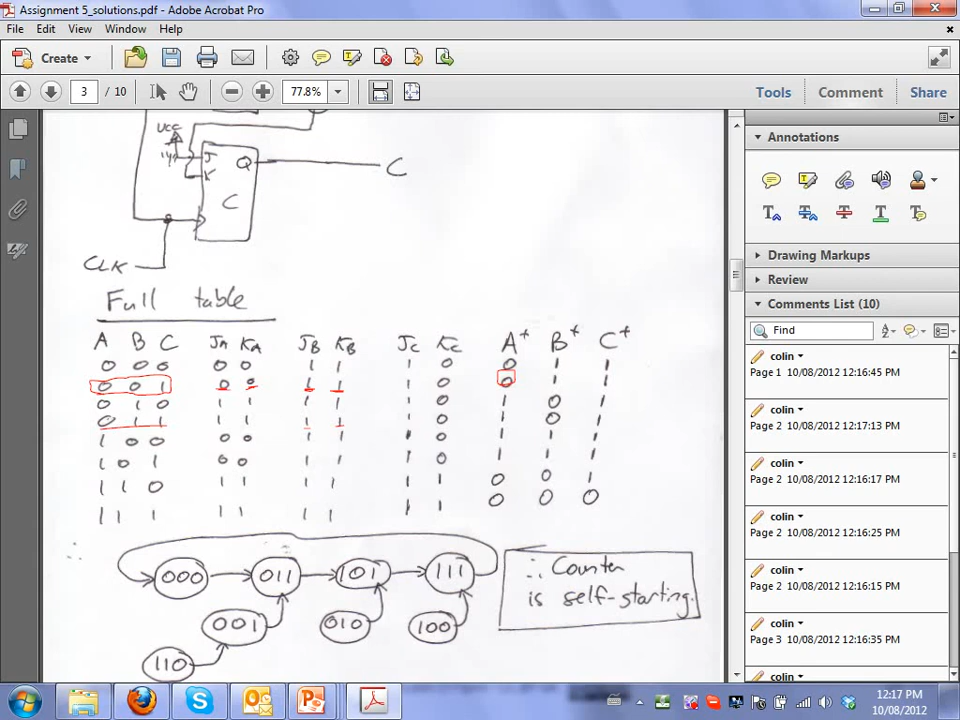 Assignment 5_solutions.pdf - Adobe Acrobat Pro
File Edit View Window Help
Create
3 / 10 77.8% Tools Comment Share
Vcc
"1"
J Q C
K
C
CLK
Full table
A B C JA KA JB KB JC KC A+ B+ C+
0 0 0 0 0 1 1 1 0 0 1 1
0 0 1 0 0 1 1 1 0 0 1 1
0 1 0 1 1 1 1 1 0 1 0 1
0 1 1 1 1 1 1 1 0 1 0 1
1 0 0 0 0 1 1 1 0 1 1 1
1 0 1 0 0 1 1 1 0 1 1 1
1 1 0 1 1 1 1 1 1 0 0 1
1 1 1 1 1 1 1 1 1 0 0 0
000 011 101 111
001 010 100
110
∴ Counter
is self-starting.
Annotations
Drawing Markups
Review
Comments List (10)
Find
colin
Page 1 10/08/2012 12:16:45 PM
colin
Page 2 10/08/2012 12:17:13 PM
colin
Page 2 10/08/2012 12:16:17 PM
colin
Page 2 10/08/2012 12:16:25 PM
colin
Page 2 10/08/2012 12:16:15 PM
colin
Page 3 10/08/2012 12:16:35 PM
colin
12:17 PM
10/08/2012